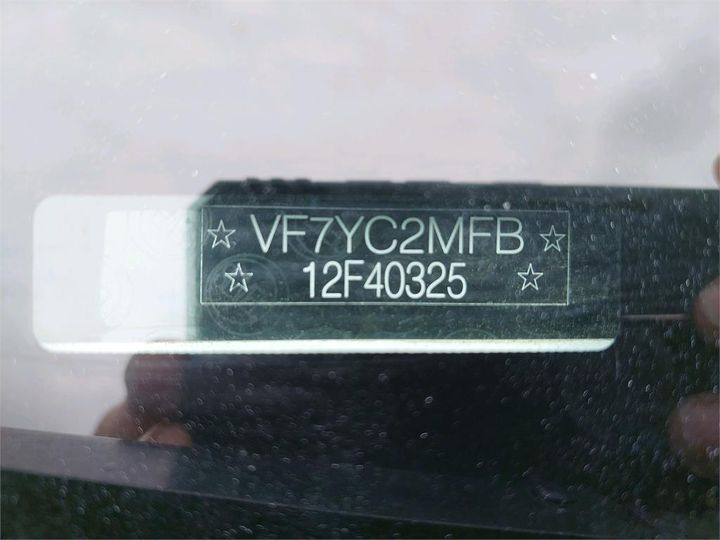 ☆ VF7YC2MFB ☆
☆ 12F40325 ☆